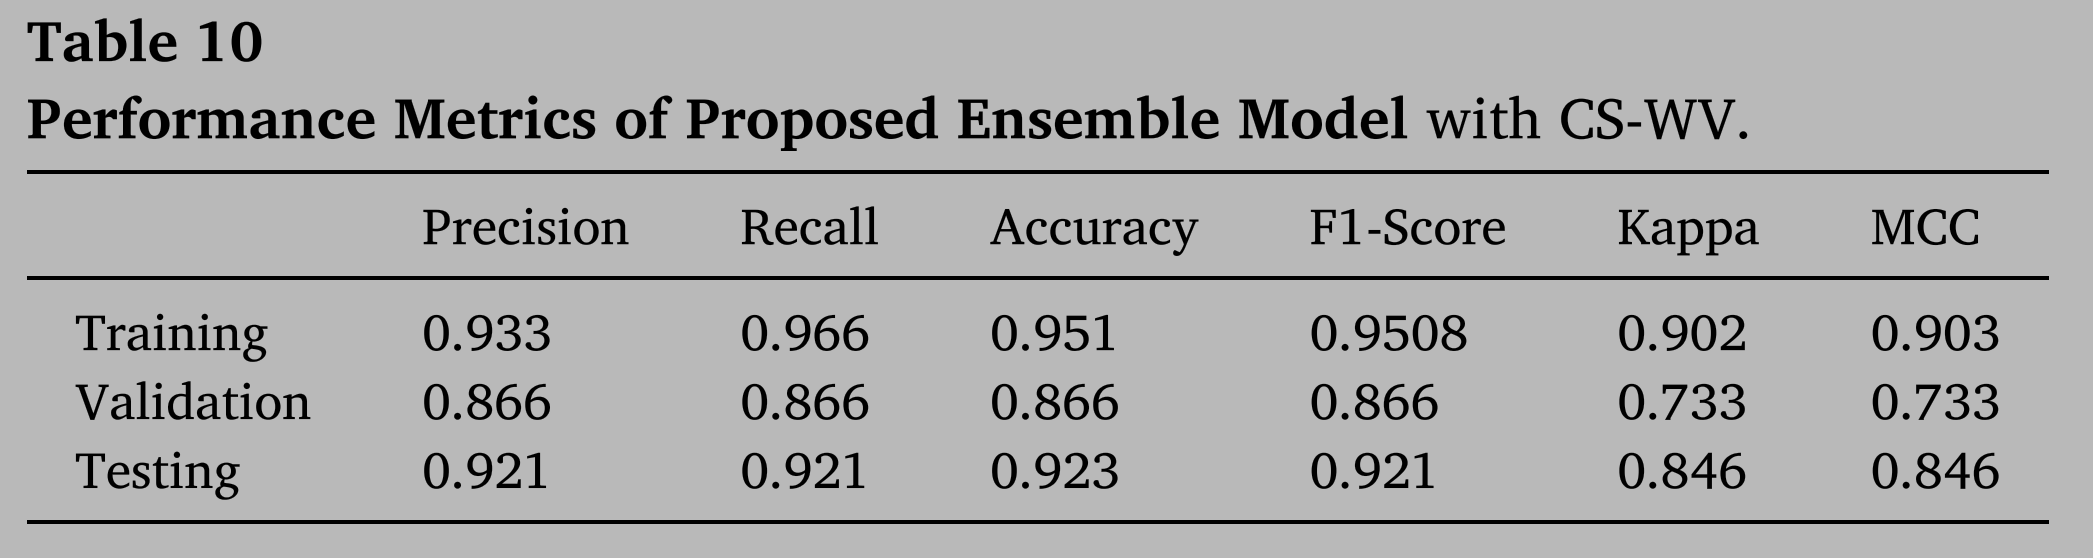 Table 10
Performance Metrics of Proposed Ensemble Model with CS-WV.
Precision Recall Accuracy F1-Score Kappa MCC
Training 0.933 0.966 0.951 0.9508 0.902 0.903
Validation 0.866 0.866 0.866 0.866 0.733 0.733
Testing 0.921 0.921 0.923 0.921 0.846 0.846